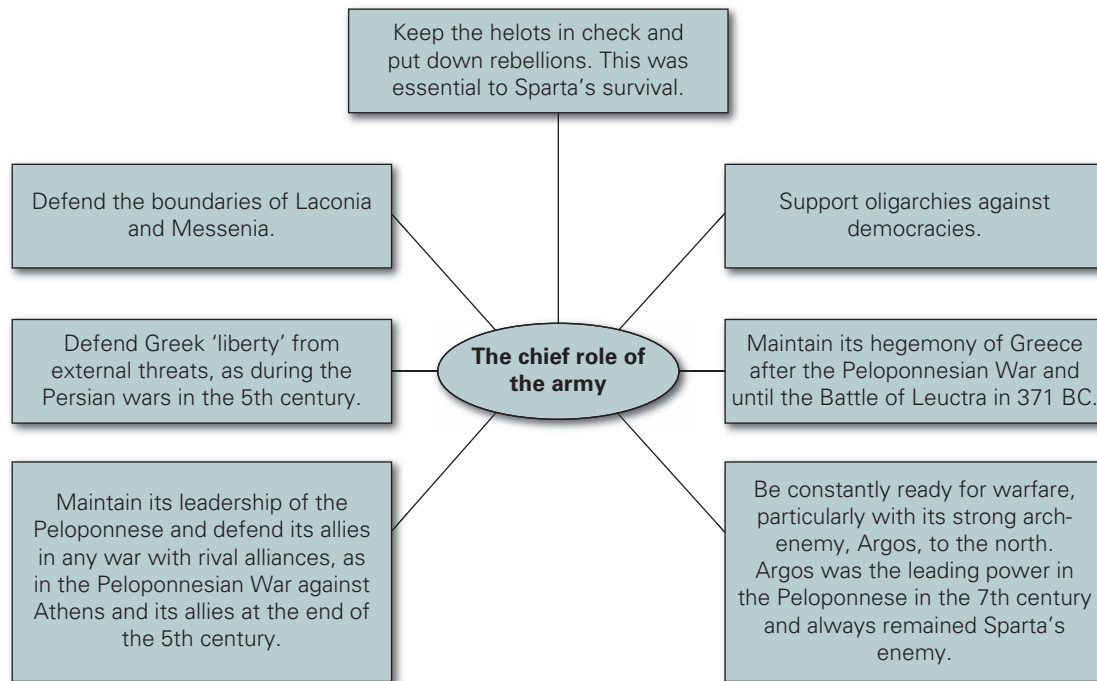 Keep the helots in check and
put down rebellions. This was
essential to Sparta's survival.
Defend the boundaries of Laconia
and Messenia.
Support oligarchies against
democracies.
Defend Greek ‘liberty’ from
external threats, as during the
Persian wars in the 5th century.
The chief role of
the army
Maintain its hegemony of Greece
after the Peloponnesian War and
until the Battle of Leuctra in 371 BC.
Maintain its leadership of the
Peloponnese and defend its allies
in any war with rival alliances, as
in the Peloponnesian War against
Athens and its allies at the end of
the 5th century.
Be constantly ready for warfare,
particularly with its strong arch-
enemy, Argos, to the north.
Argos was the leading power in
the Peloponnese in the 7th century
and always remained Sparta’s
enemy.